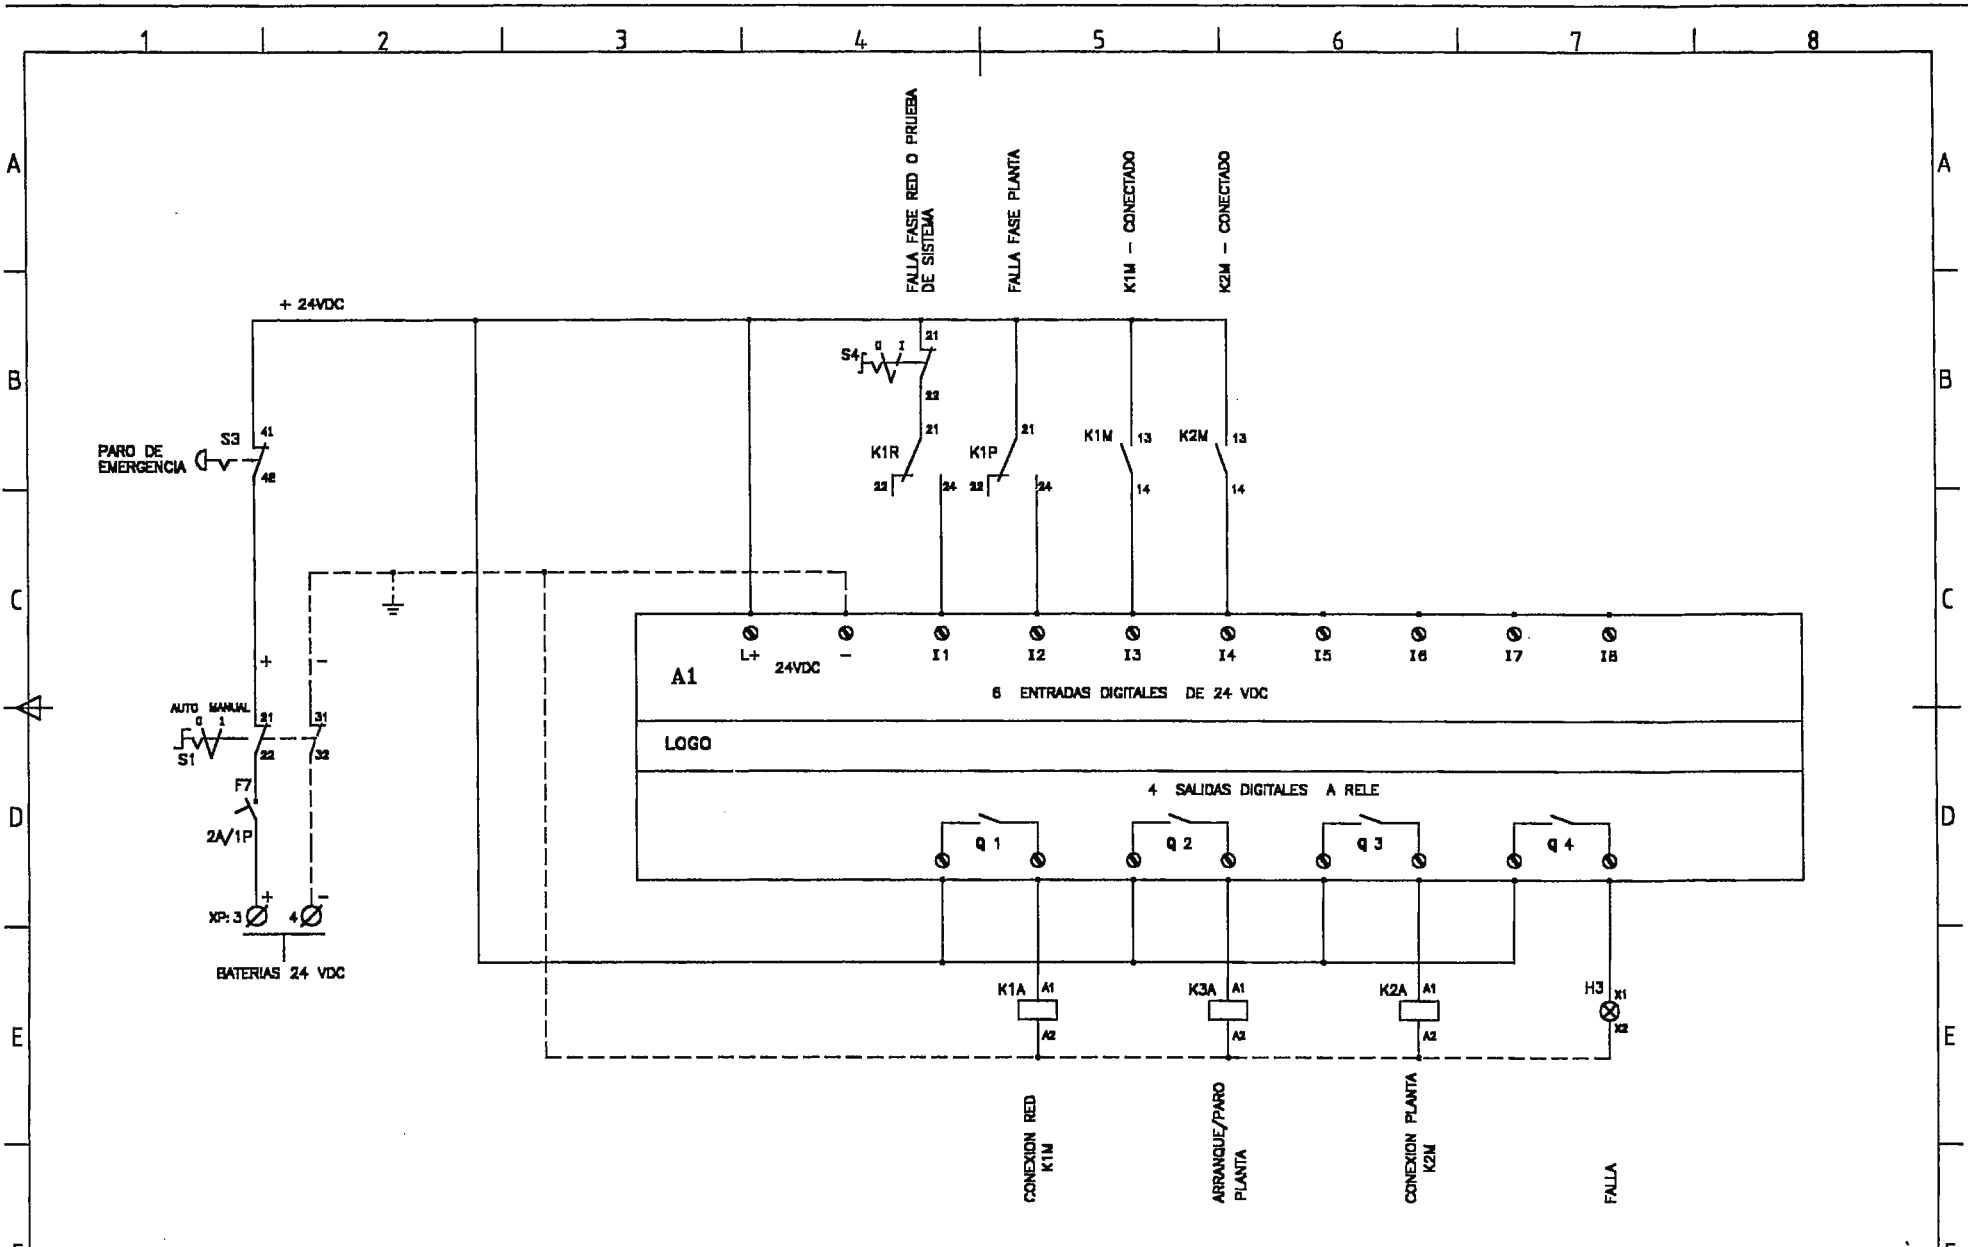 1 2 3 4 5 6 7 8
A A
FALLA FASE RED O PRUEBA
DE SISTEMA
FALLA FASE PLANTA
K1M - CONECTADO
K2M - CONECTADO
+ 24VDC
B B
S4 0 I 21
22
PARO DE
EMERGENCIA
S3 41
42
K1R 21
22 24
K1P 21
22 24
K1M 13
14
K2M 13
14
C C
+ -
L+ 24VDC - I1 I2 I3 I4 I5 I6 I7 I8
A1
6 ENTRADAS DIGITALES DE 24 VDC
AUTO MANUAL
0 1 21 31
S1 22 32
LOGO
F7
2A/1P
D D
4 SALIDAS DIGITALES A RELE
Q 1 Q 2 Q 3 Q 4
+ -
XP: 3 4
BATERIAS 24 VDC
K1A A1
A2
K3A A1
A2
K2A A1
A2
H3 X1
X2
E E
CONEXION RED
K1M
ARRANQUE/PARO
PLANTA
CONEXION PLANTA
K2M
FALLA